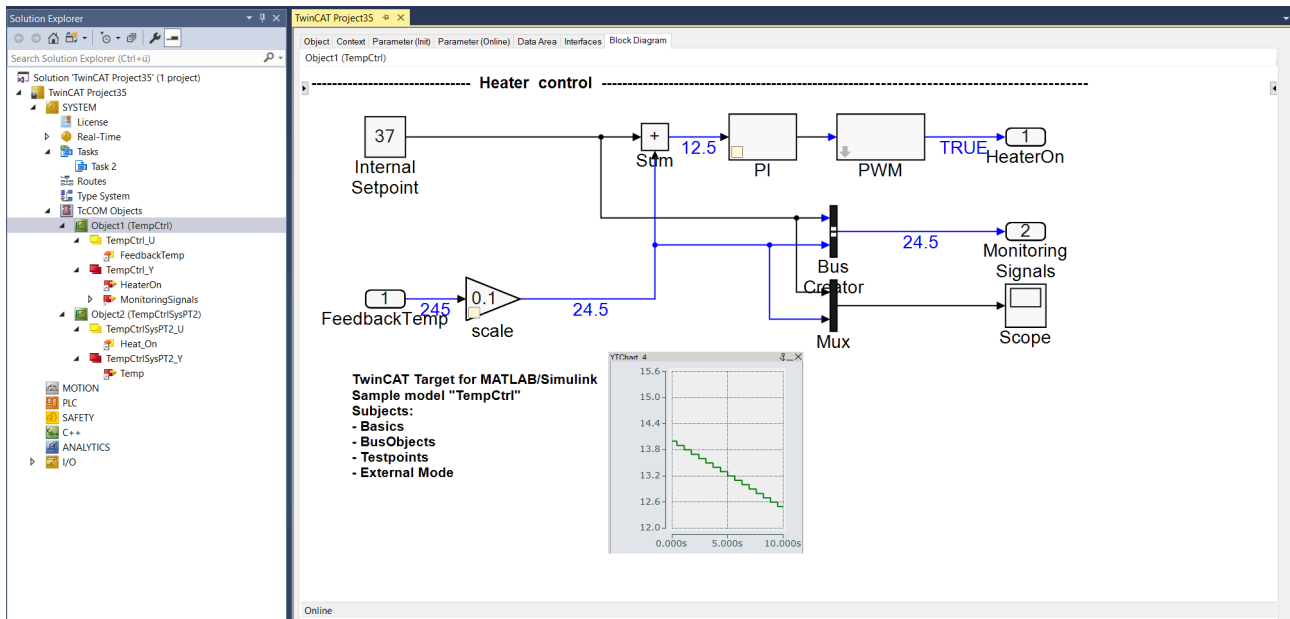 Solution Explorer
Search Solution Explorer (Ctrl+ü)
Solution 'TwinCAT Project35' (1 project)
TwinCAT Project35
SYSTEM
License
Real-Time
Tasks
Task 2
Routes
Type System
TcCOM Objects
Object1 (TempCtrl)
TempCtrl_U
FeedbackTemp
TempCtrl_Y
HeaterOn
MonitoringSignals
Object2 (TempCtrlSysPT2)
TempCtrlSysPT2_U
Heat_On
TempCtrlSysPT2_Y
Temp
MOTION
PLC
SAFETY
C++
ANALYTICS
I/O
TwinCAT Project35
Object Context Parameter (Init) Parameter (Online) Data Area Interfaces Block Diagram
Object1 (TempCtrl)
Heater control
37
Internal
Setpoint
+
Sum
12.5
PI
PWM
TRUE
1
HeaterOn
Bus
Creator
24.5
2
Monitoring
Signals
1
FeedbackTemp
245
0.1
scale
24.5
Mux
Scope
TwinCAT Target for MATLAB/Simulink
Sample model "TempCtrl"
Subjects:
- Basics
- BusObjects
- Testpoints
- External Mode
YTChart_4
15.6
15.0
14.4
13.8
13.2
12.6
12.0
0.000s 5.000s 10.000s
Online